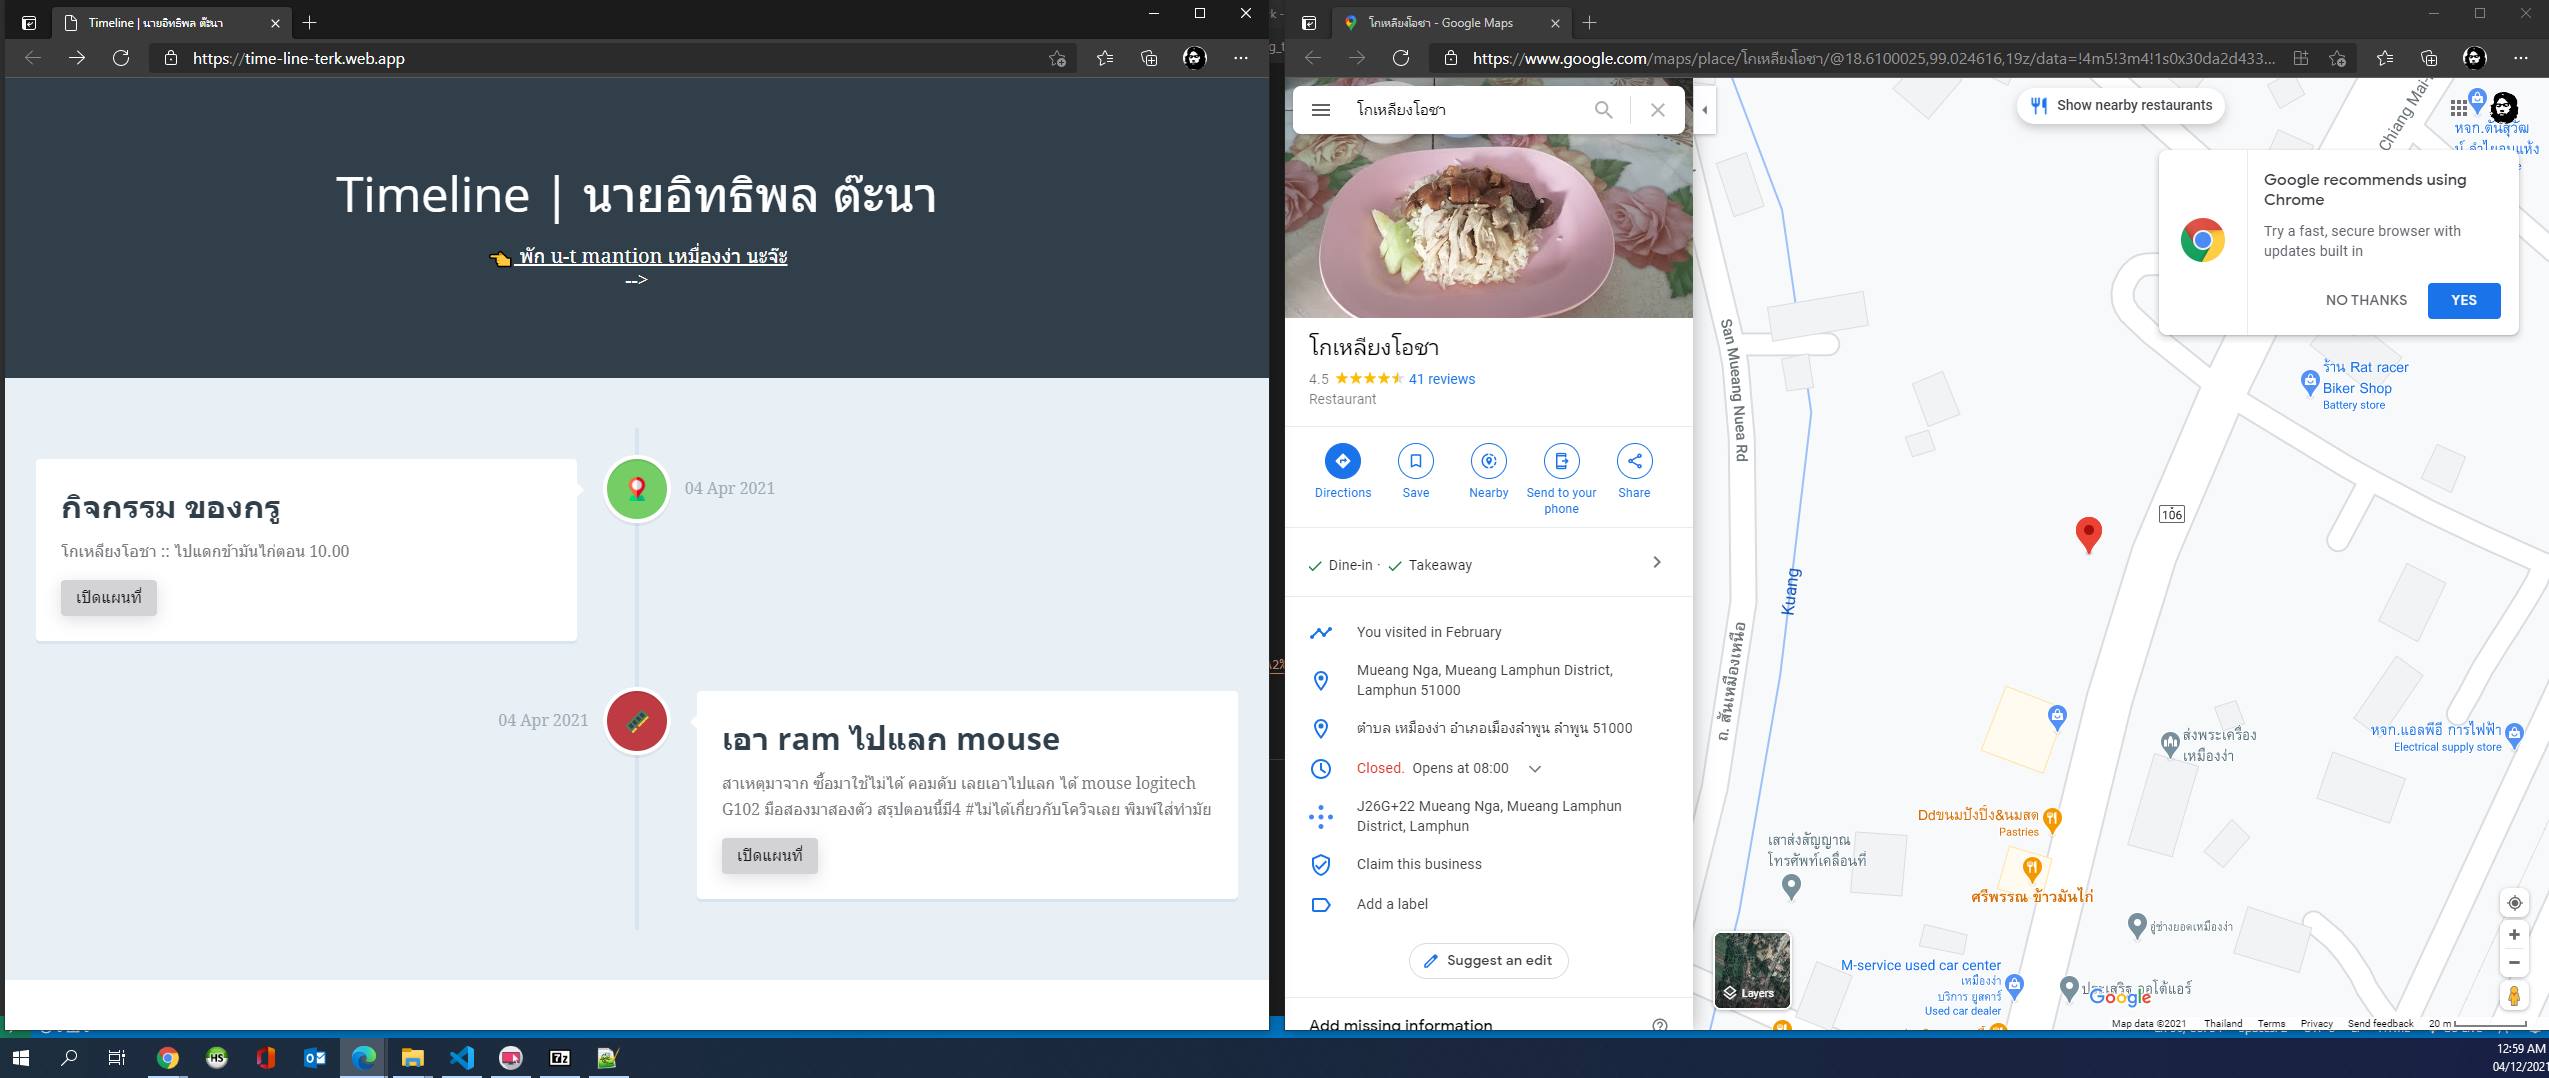 Timeline | นายอิทธิพล ต๊ะนา
https://time-line-terk.web.app
Timeline | นายอิทธิพล ต๊ะนา
👈 พัก u-t mantion เหมื่องง่า นะจ๊ะ
-->
04 Apr 2021
กิจกรรม ของกรู
โกเหลียงโอชา :: ไปแดกข้ามันไก่ตอน 10.00
เปิดแผนที่
04 Apr 2021
เอา ram ไปแลก mouse
สาเหตุมาจาก ซื้อมาใช้ไม่ได้ คอมดับ เลยเอาไปแลก ได้ mouse logitech
G102 มือสองมาสองตัว สรุปตอนนี้มี4 #ไม่ได้เกี่ยวกับโควิจเลย พิมพ์ใส่ทำมัย
เปิดแผนที่
โกเหลียงโอชา - Google Maps
https://www.google.com/maps/place/โกเหลียงโอชา/@18.6100025,99.024616,19z/data=!4m5!3m4!1s0x30da2d433...
โกเหลียงโอชา
โกเหลียงโอชา
4.5 41 reviews
Restaurant
Directions
Save
Nearby
Send to your
phone
Share
Dine-in · Takeaway
You visited in February
Mueang Nga, Mueang Lamphun District,
Lamphun 51000
ตำบล เหมืองง่า อำเภอเมืองลำพูน ลำพูน 51000
Closed. Opens at 08:00
J26G+22 Mueang Nga, Mueang Lamphun
District, Lamphun
Claim this business
Add a label
Suggest an edit
Add missing information
Show nearby restaurants
Chiang Mai-
Google recommends using
Chrome
Try a fast, secure browser with
updates built in
NO THANKS
YES
ร้าน Rat racer
Biker Shop
Battery store
San Mueang Nuea Rd
106
Kuang
ถ. สันเหมืองเหนือ
หจก.แอลพีอี การไฟฟ้า
Electrical supply store
ส่งพระเครื่อง
เหมืองง่า
Ddขนมปังปิ้ง&นมสด
Pastries
เสาส่งสัญญาณ
โทรศัพท์เคลื่อนที่
ศรีพรรณ ข้าวมันไก่
อู่ช่างยอดเหมืองง่า
M-service used car center
เหมืองง่า
บริการ ยูสคาร์
Used car dealer
ประเสริฐ ออโต้แอร์
Google
Layers
Map data ©2021
Thailand
Terms
Privacy
Send feedback
20 m
12:59 AM
04/12/2021